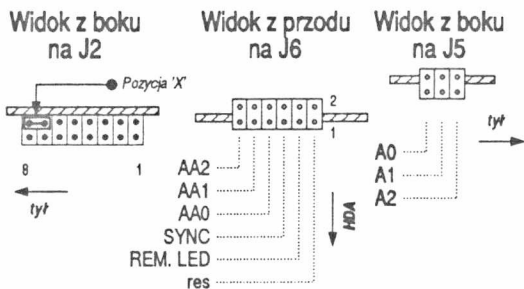 Widok z boku
na J2
Widok z przodu
na J6
Widok z boku
na J5
Pozycja 'X'
8
1
tył
2
1
AA2
AA1
AA0
SYNC
REM. LED
res
HDA
A0
A1
A2
tył